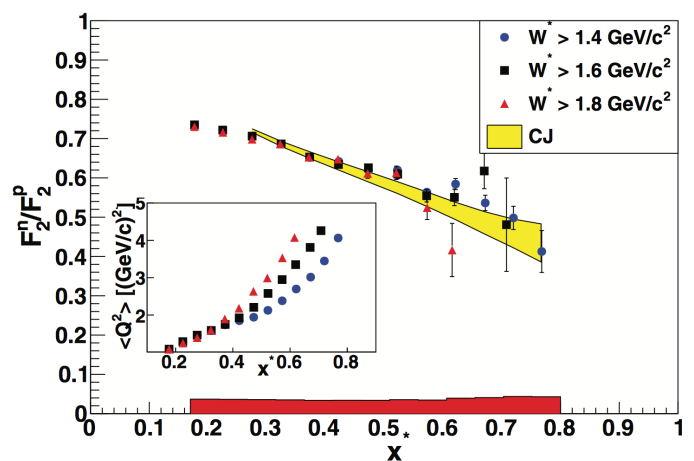 1
0.9
0.8
0.7
0.6
0.5
0.4
0.3
0.2
0.1
0
F₂ⁿ/F₂ᵖ
W* > 1.4 GeV/c²
W* > 1.6 GeV/c²
W* > 1.8 GeV/c²
CJ
5
4
3
2
<Q²> [(GeV/c)²]
0.2 0.4 0.6 0.8
x*
0 0.1 0.2 0.3 0.4 0.5 0.6 0.7 0.8 0.9 1
x*